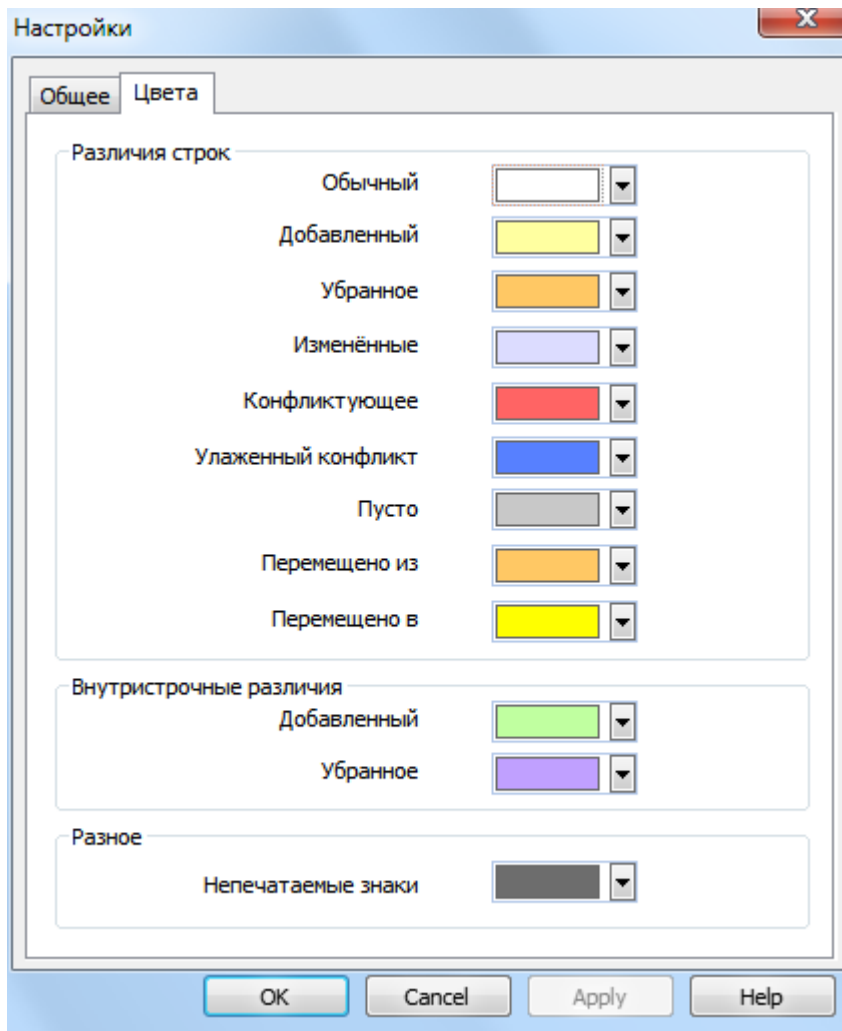 Настройки
Общее Цвета
Различия строк
Обычный
Добавленный
Убранное
Изменённые
Конфликтующее
Улаженный конфликт
Пусто
Перемещено из
Перемещено в
Внутристрочные различия
Добавленный
Убранное
Разное
Непечатаемые знаки
OK Cancel Apply Help